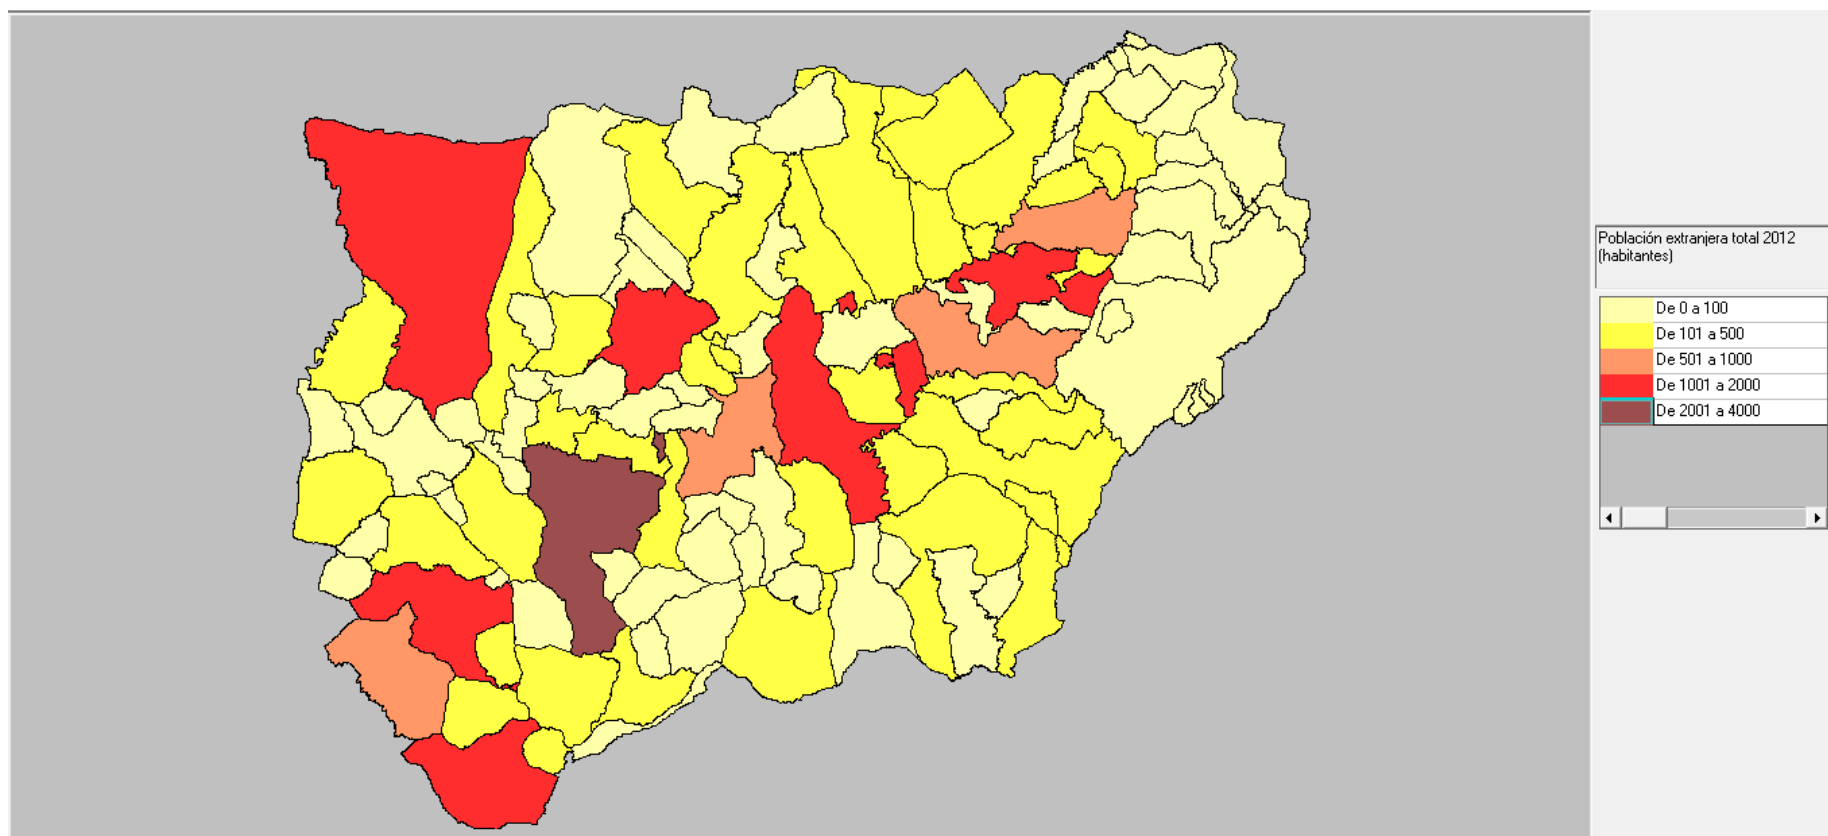 Población extranjera total 2012
(habitantes)
De 0 a 100
De 101 a 500
De 501 a 1000
De 1001 a 2000
De 2001 a 4000